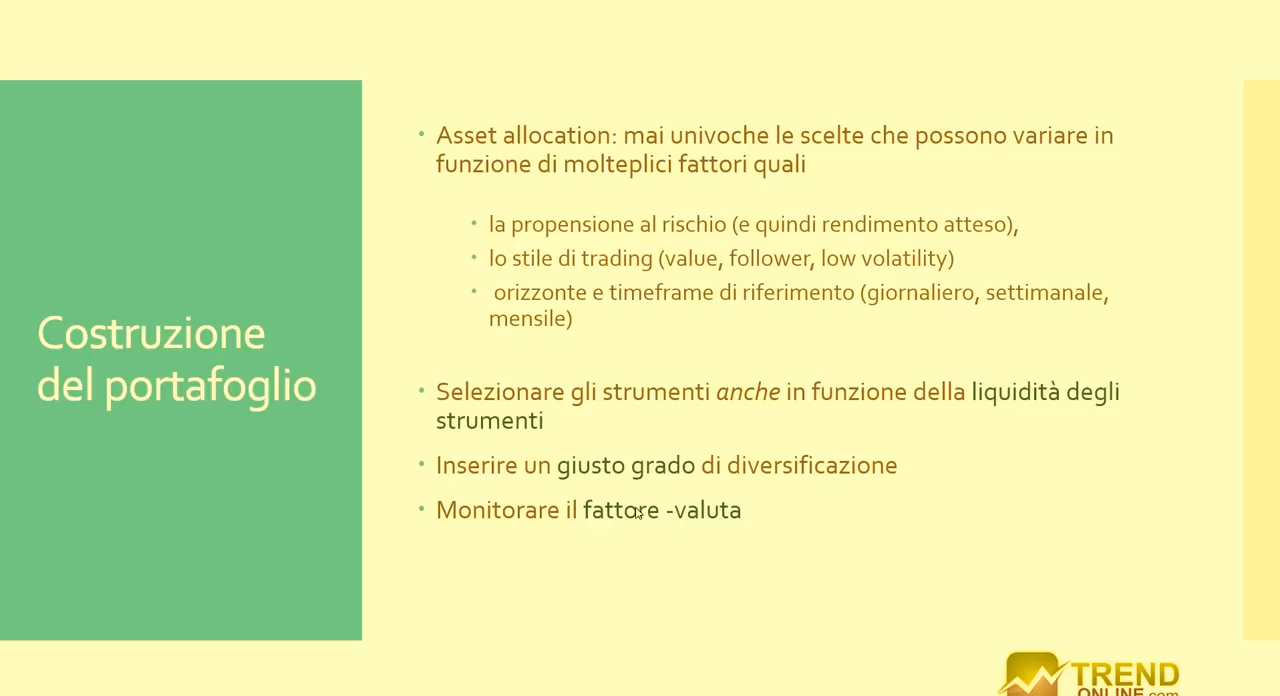 Costruzione
del portafoglio
Asset allocation: mai univoche le scelte che possono variare in
funzione di molteplici fattori quali
la propensione al rischio (e quindi rendimento atteso),
lo stile di trading (value, follower, low volatility)
orizzonte e timeframe di riferimento (giornaliero, settimanale,
mensile)
Selezionare gli strumenti anche in funzione della liquidità degli
strumenti
Inserire un giusto grado di diversificazione
Monitorare il fattore -valuta
TREND
ONLINE.com